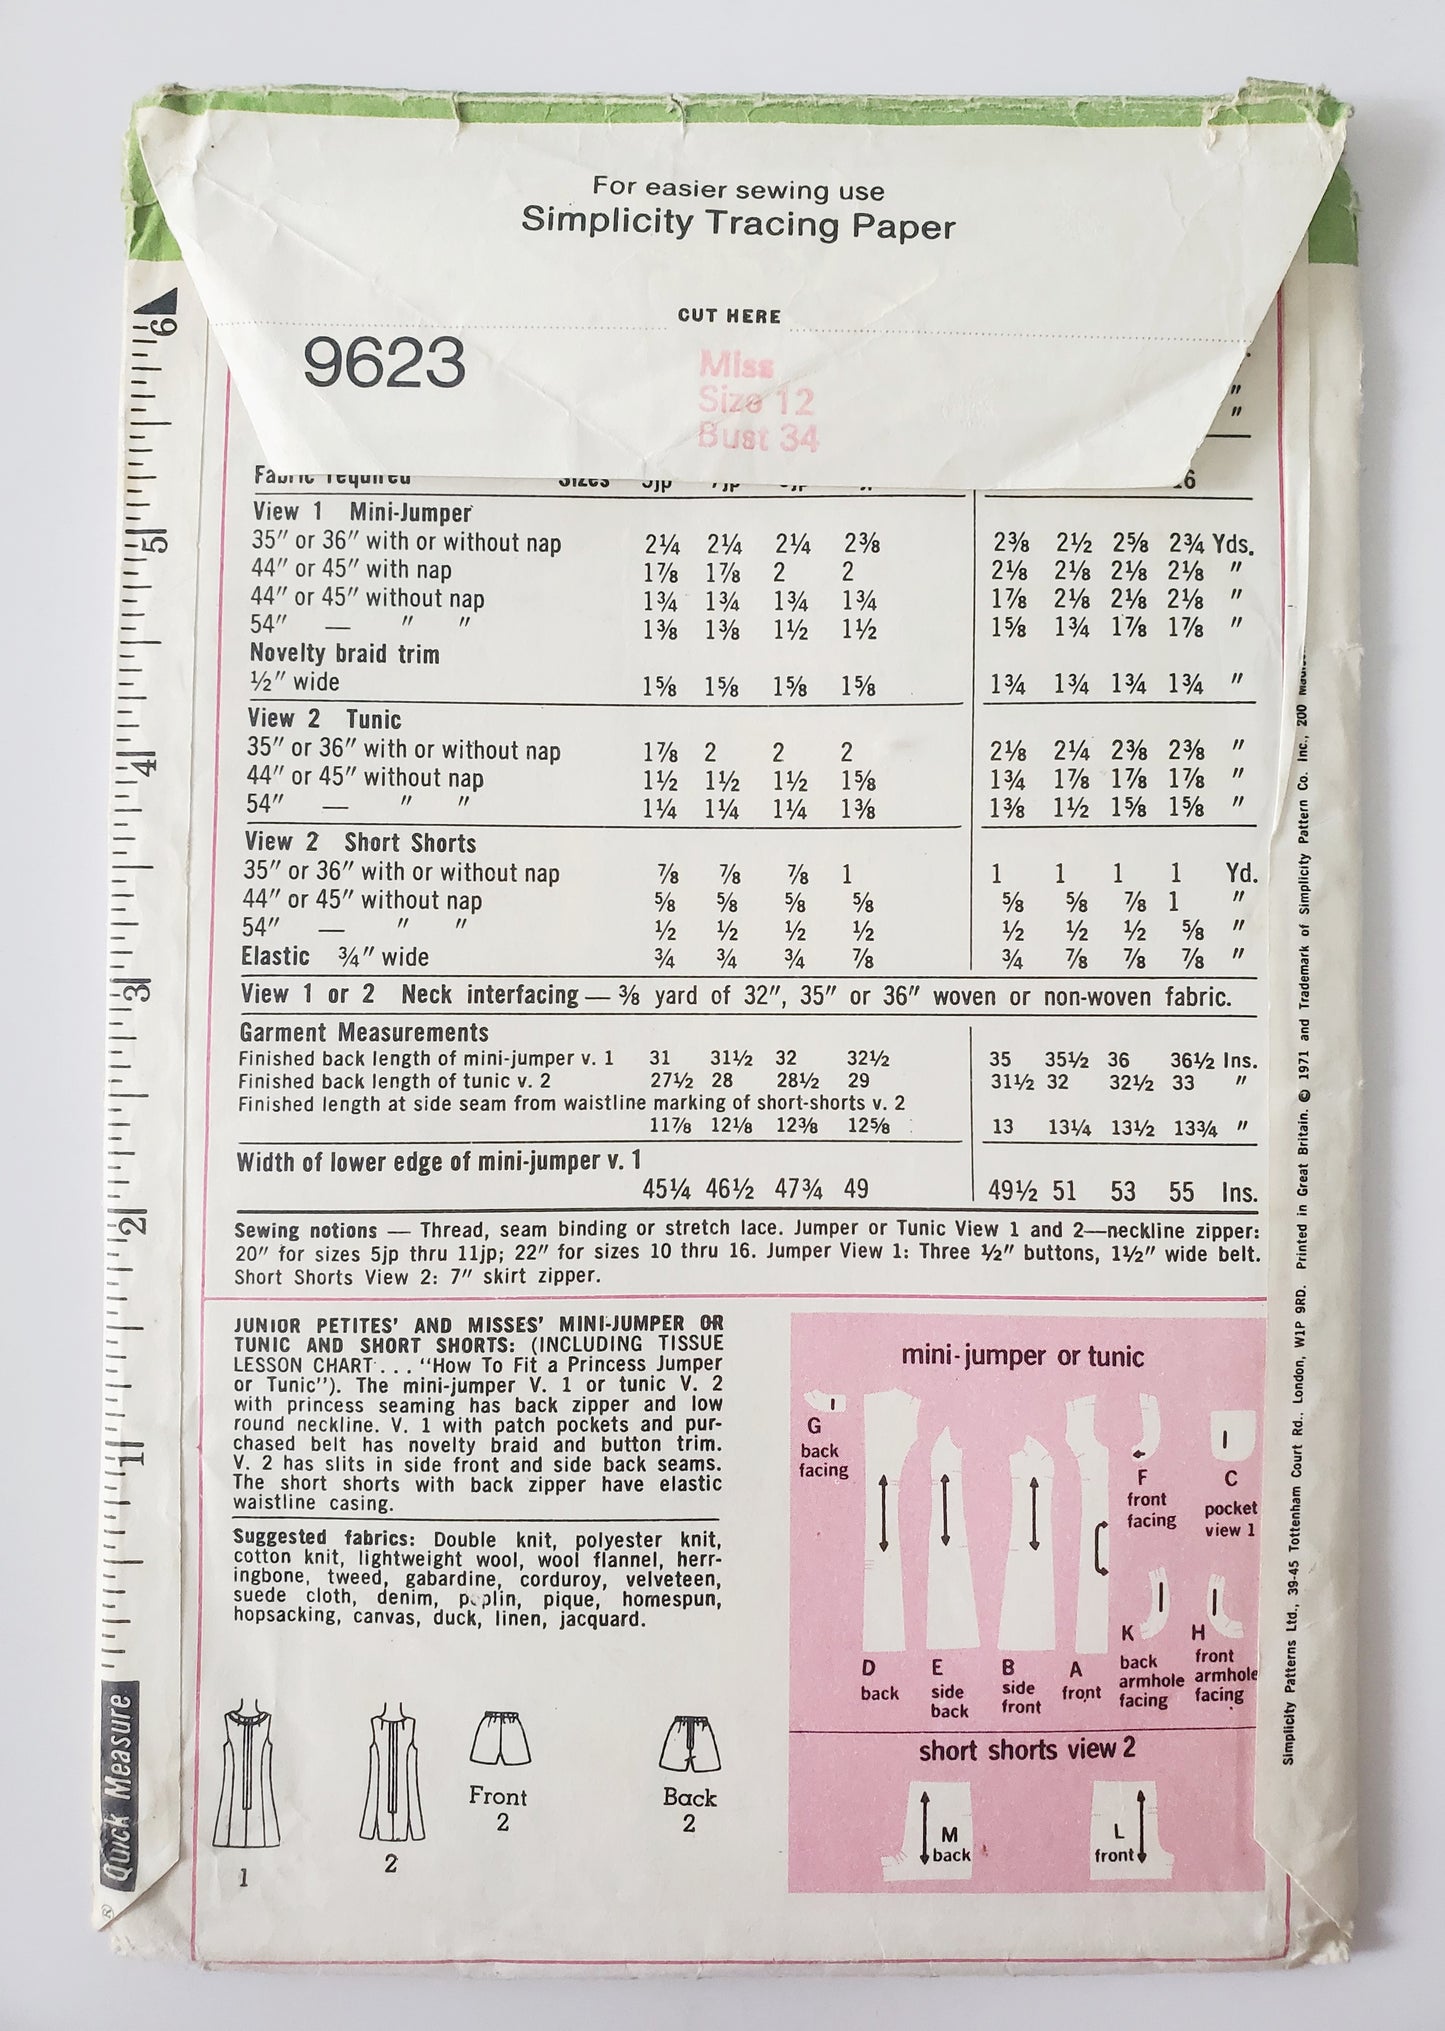 For easier sewing use
Simplicity Tracing Paper
CUT HERE
9623
Miss
Size 12
Bust 34
"
"
Fabric required Sizes 5jp 7jp 9jp 16
View 1 Mini-Jumper
35" or 36" with or without nap 2¼ 2¼ 2¼ 2⅜ 2⅜ 2½ 2⅝ 2¾ Yds.
44" or 45" with nap 1⅞ 1⅞ 2 2 2⅛ 2⅛ 2⅛ 2⅛ "
44" or 45" without nap 1¾ 1¾ 1¾ 1¾ 1⅞ 2⅛ 2⅛ 2⅛ "
54" — " " 1⅜ 1⅜ 1½ 1½ 1⅝ 1¾ 1⅞ 1⅞ "
Novelty braid trim
½" wide 1⅝ 1⅝ 1⅝ 1⅝ 1¾ 1¾ 1¾ 1¾ "
View 2 Tunic
35" or 36" with or without nap 1⅞ 2 2 2 2⅛ 2¼ 2⅜ 2⅜ "
44" or 45" without nap 1½ 1½ 1½ 1⅝ 1¾ 1⅞ 1⅞ 1⅞ "
54" — " " 1¼ 1¼ 1¼ 1⅜ 1⅜ 1½ 1⅝ 1⅝ "
View 2 Short Shorts
35" or 36" with or without nap ⅞ ⅞ ⅞ 1 1 1 1 1 Yd.
44" or 45" without nap ⅝ ⅝ ⅝ ⅝ ⅝ ⅝ ⅞ 1 "
54" — " " ½ ½ ½ ½ ½ ½ ½ ⅝ "
Elastic ¾" wide ¾ ¾ ¾ ⅞ ¾ ⅞ ⅞ ⅞ "
View 1 or 2 Neck interfacing — ⅜ yard of 32", 35" or 36" woven or non-woven fabric.
Garment Measurements
Finished back length of mini-jumper v. 1 31 31½ 32 32½ 35 35½ 36 36½ Ins.
Finished back length of tunic v. 2 27½ 28 28½ 29 31½ 32 32½ 33 "
Finished length at side seam from waistline marking of short-shorts v. 2
11⅞ 12⅛ 12⅜ 12⅝ 13 13¼ 13½ 13¾ "
Width of lower edge of mini-jumper v. 1
45¼ 46½ 47¾ 49 49½ 51 53 55 Ins.
Sewing notions — Thread, seam binding or stretch lace. Jumper or Tunic View 1 and 2—neckline zipper:
20" for sizes 5jp thru 11jp; 22" for sizes 10 thru 16. Jumper View 1: Three ½" buttons, 1½" wide belt.
Short Shorts View 2: 7" skirt zipper.
JUNIOR PETITES' AND MISSES' MINI-JUMPER OR
TUNIC AND SHORT SHORTS: (INCLUDING TISSUE
LESSON CHART . . . "How To Fit a Princess Jumper
or Tunic"). The mini-jumper V. 1 or tunic V. 2
with princess seaming has back zipper and low
round neckline. V. 1 with patch pockets and pur-
chased belt has novelty braid and button trim.
V. 2 has slits in side front and side back seams.
The short shorts with back zipper have elastic
waistline casing.
Suggested fabrics: Double knit, polyester knit,
cotton knit, lightweight wool, wool flannel, herr-
ingbone, tweed, gabardine, corduroy, velveteen,
suede cloth, denim, poplin, pique, homespun,
hopsacking, canvas, duck, linen, jacquard.
1
2
Front
2
Back
2
mini-jumper or tunic
G
back
facing
F
front
facing
C
pocket
view 1
D
back
E
side
back
B
side
front
A
front
K
back
armhole
facing
H
front
armhole
facing
short shorts view 2
M
back
L
front
6
5
4
3
2
1
Quick Measure
®
Simplicity Patterns Ltd., 39-45 Tottenham Court Rd.. London, W1P 9RD. Printed in Great Britain. © 1971 and Trademark of Simplicity Pattern Co. Inc., 200